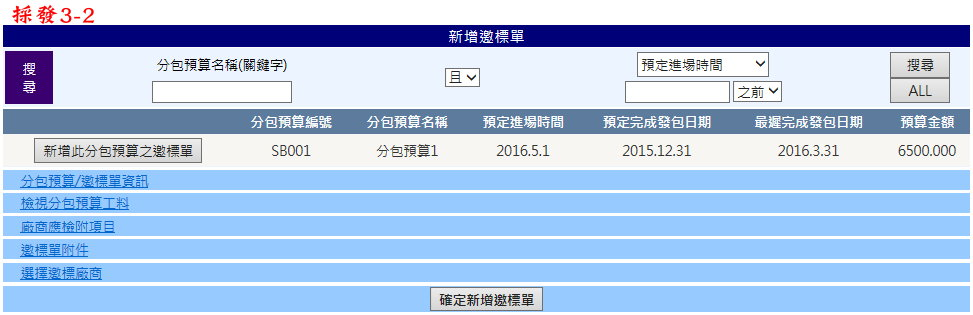 採發3-2
新增邀標單
搜尋
分包預算名稱(關鍵字)
且
預定進場時間
之前
搜尋
ALL
分包預算編號 分包預算名稱 預定進場時間 預定完成發包日期 最遲完成發包日期 預算金額
新增此分包預算之邀標單 SB001 分包預算1 2016.5.1 2015.12.31 2016.3.31 6500.000
分包預算/邀標單資訊
檢視分包預算工料
廠商應檢附項目
邀標單附件
選擇邀標廠商
確定新增邀標單